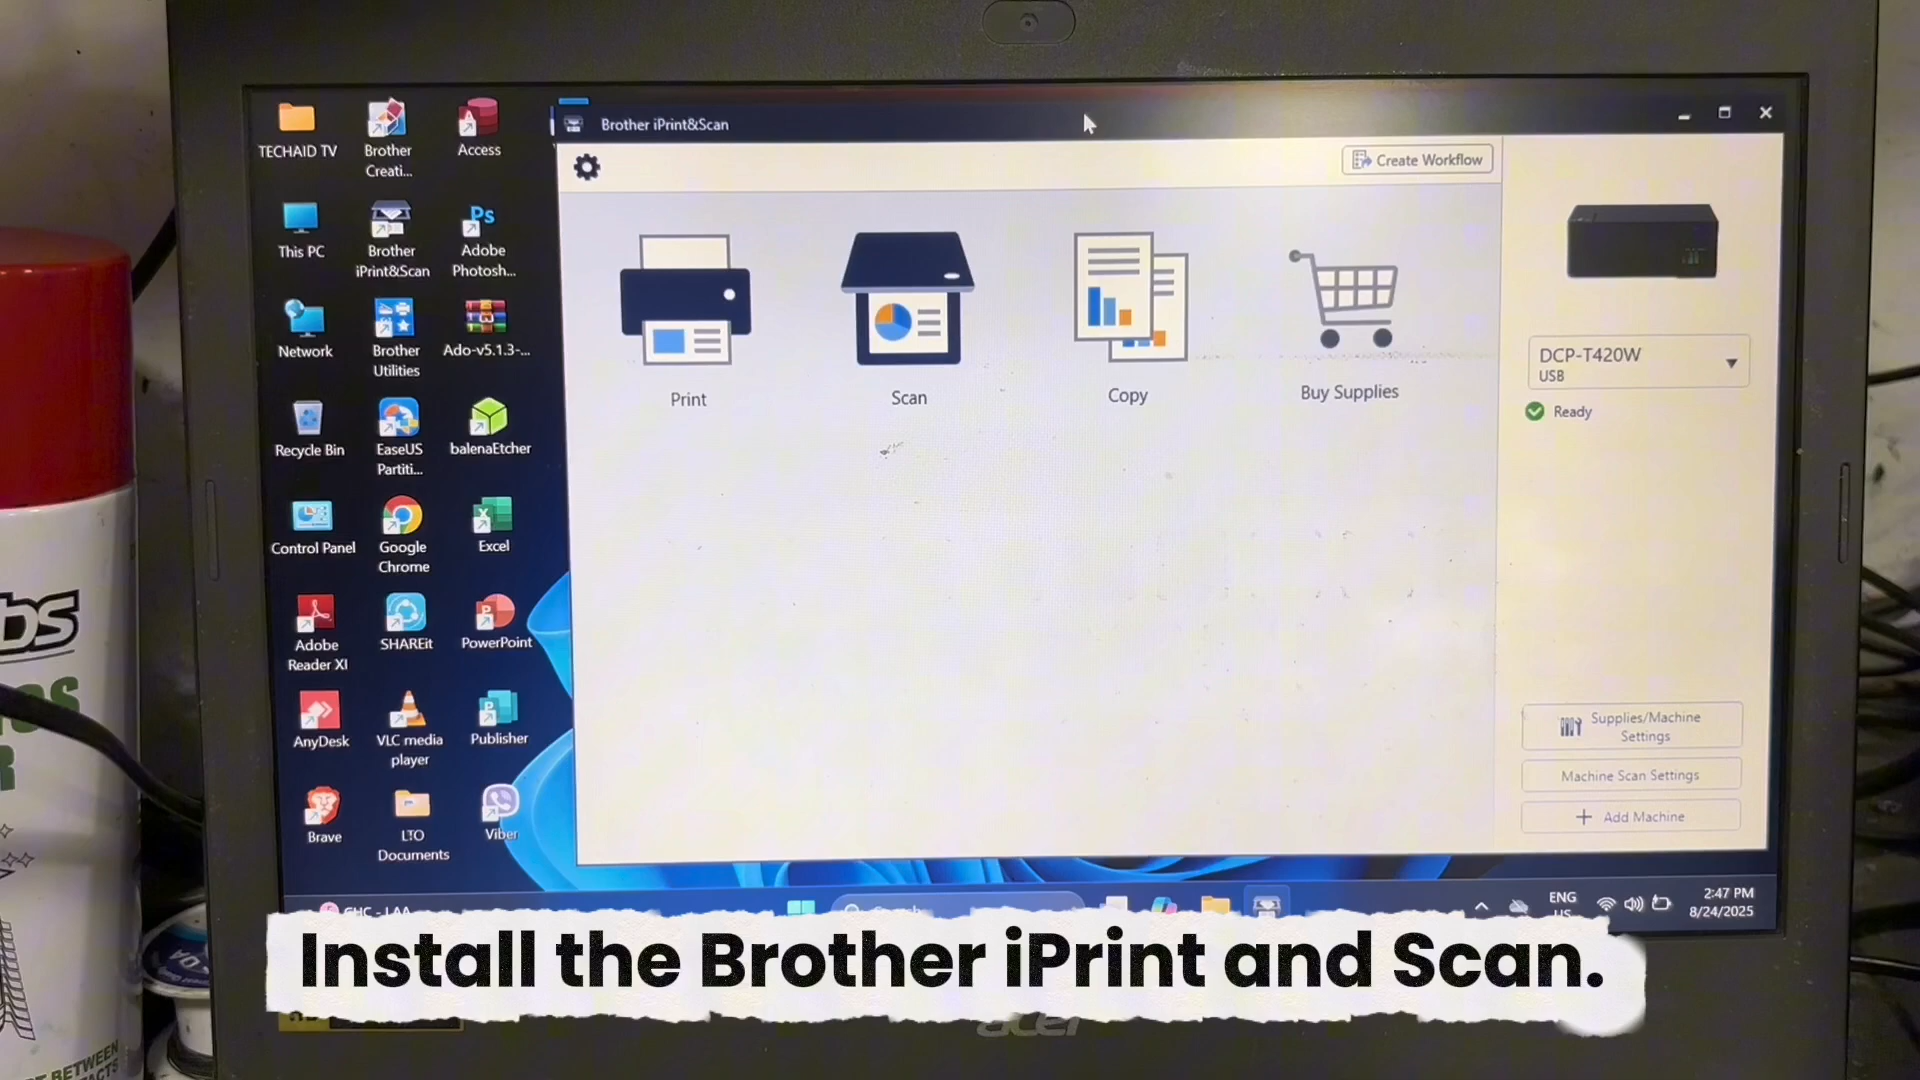 TECHAID TV
Brother
Creati...
Access
This PC
Brother
iPrint&Scan
Adobe
Photosh...
Network
Brother
Utilities
Ado-v5.1.3-...
Recycle Bin
EaseUS
Partiti...
balenaEtcher
Control Panel
Google
Chrome
Excel
Adobe
Reader XI
SHAREit
PowerPoint
AnyDesk
VLC media
player
Publisher
Brave
LTO
Documents
Viber
Brother iPrint&Scan
Create Workflow
Print
Scan
Copy
Buy Supplies
DCP-T420W
USB
Ready
Supplies/Machine
Settings
Machine Scan Settings
+ Add Machine
ENG
US
2:47 PM
8/24/2025
Install the Brother iPrint and Scan.
acer
BETWEEN